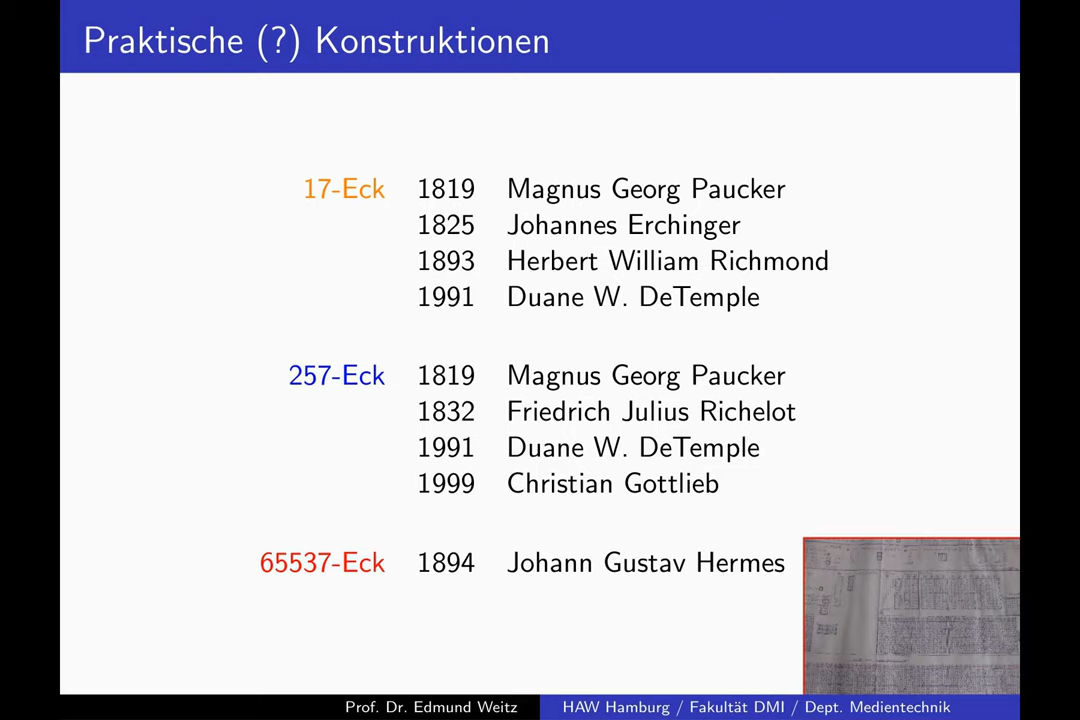 Praktische (?) Konstruktionen
17-Eck 1819 Magnus Georg Paucker
1825 Johannes Erchinger
1893 Herbert William Richmond
1991 Duane W. DeTemple
257-Eck 1819 Magnus Georg Paucker
1832 Friedrich Julius Richelot
1991 Duane W. DeTemple
1999 Christian Gottlieb
65537-Eck 1894 Johann Gustav Hermes
Prof. Dr. Edmund Weitz HAW Hamburg / Fakultät DMI / Dept. Medientechnik